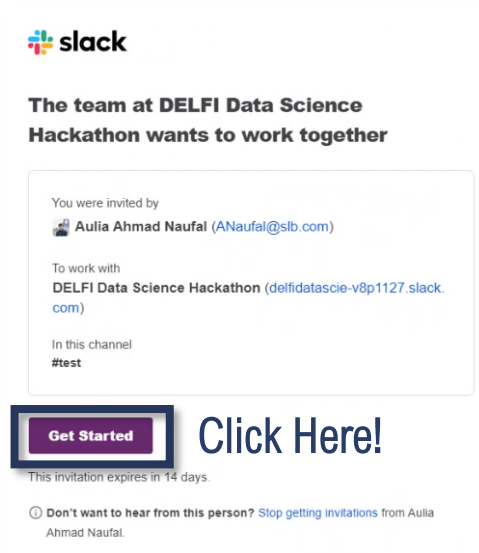 slack
The team at DELFI Data Science
Hackathon wants to work together
You were invited by
Aulia Ahmad Naufal (ANaufal@slb.com)
To work with
DELFI Data Science Hackathon (delfidatascie-v8p1127.slack.
com)
In this channel
#test
Get Started
Click Here!
This invitation expires in 14 days.
Don't want to hear from this person? Stop getting invitations from Aulia
Ahmad Naufal.